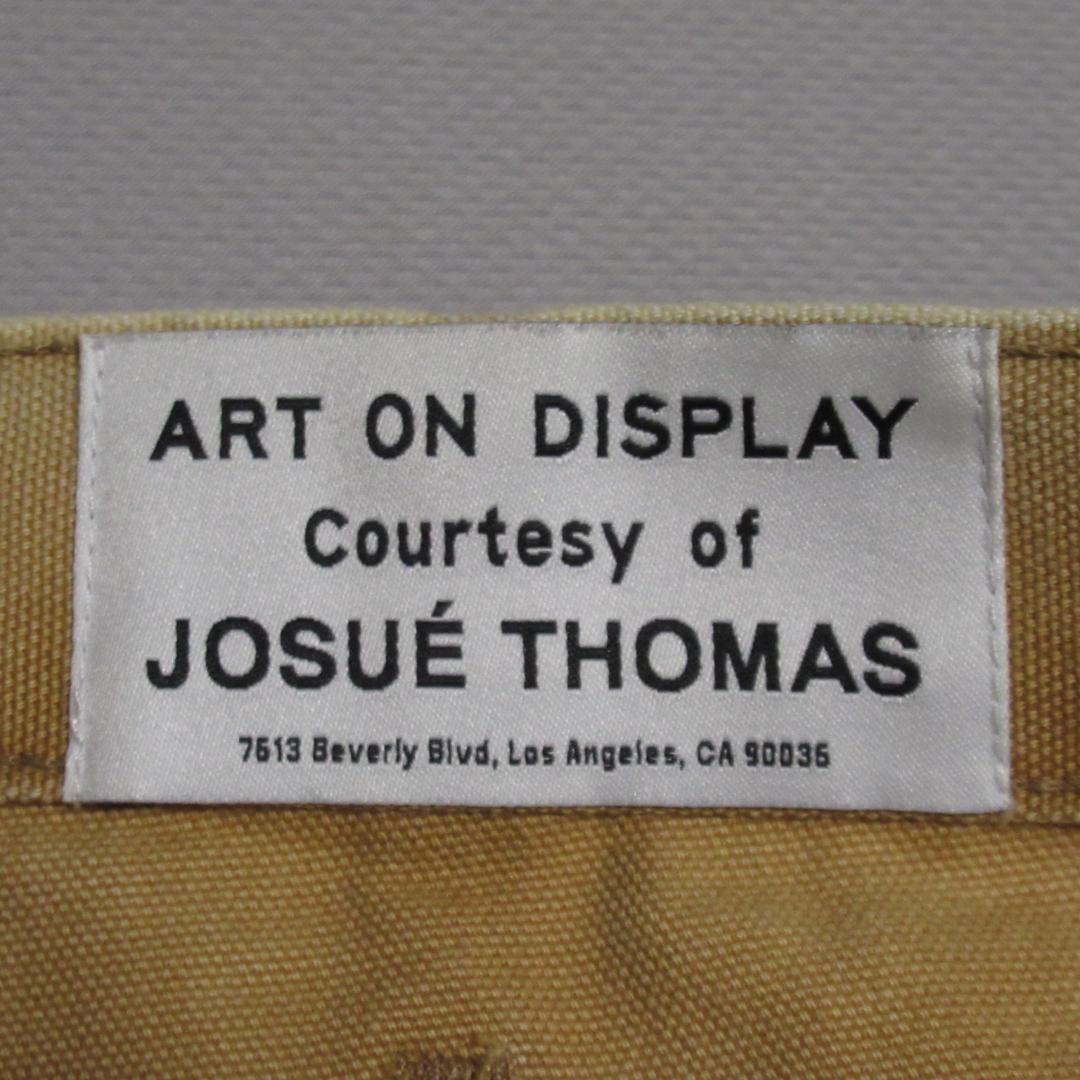 ART ON DISPLAY
Courtesy of
JOSUÉ THOMAS
7613 Beverly Blvd, Los Angeles, CA 90036